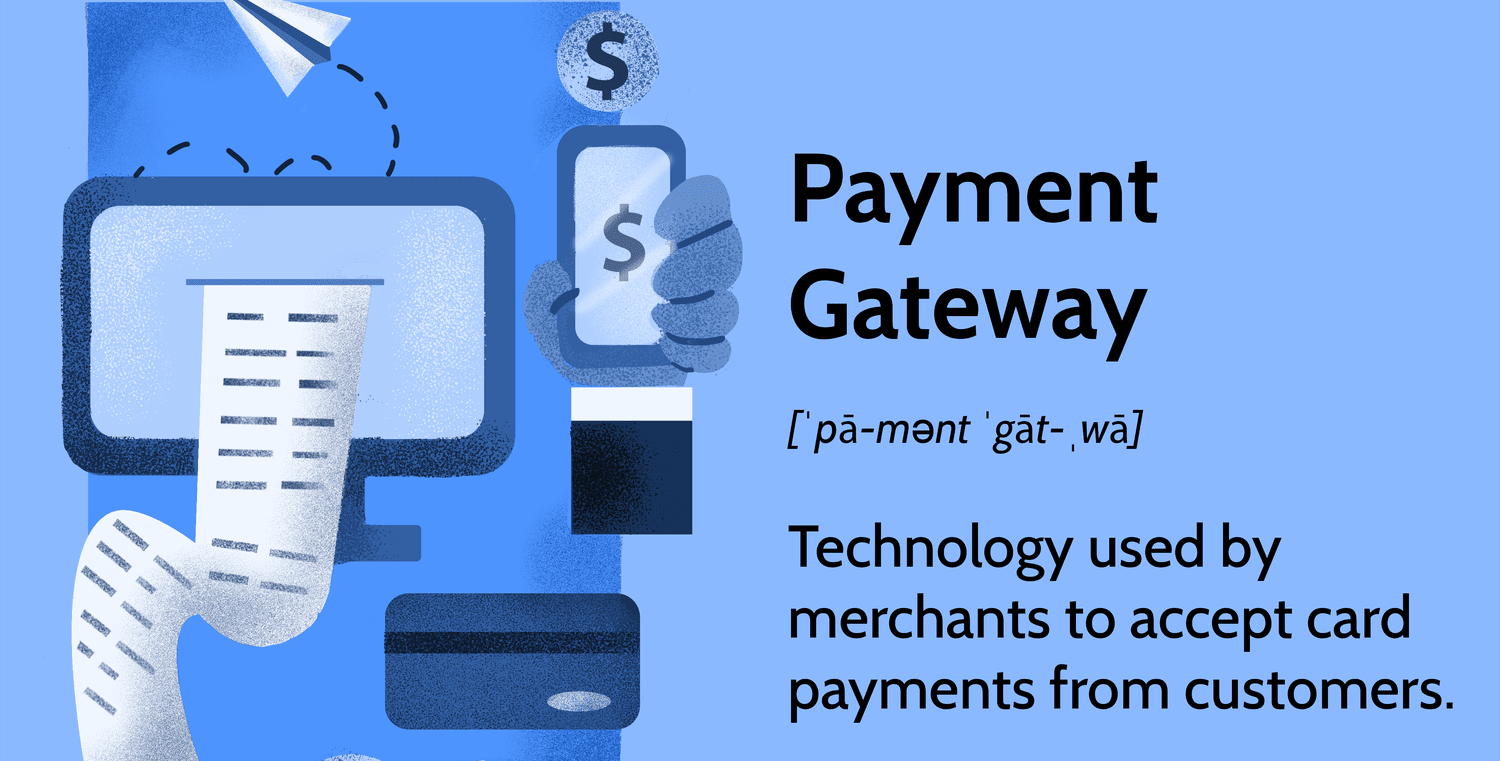 $
$
Payment
Gateway
[ˈpā-mənt ˈgāt-ˌwā]
Technology used by
merchants to accept card
payments from customers.